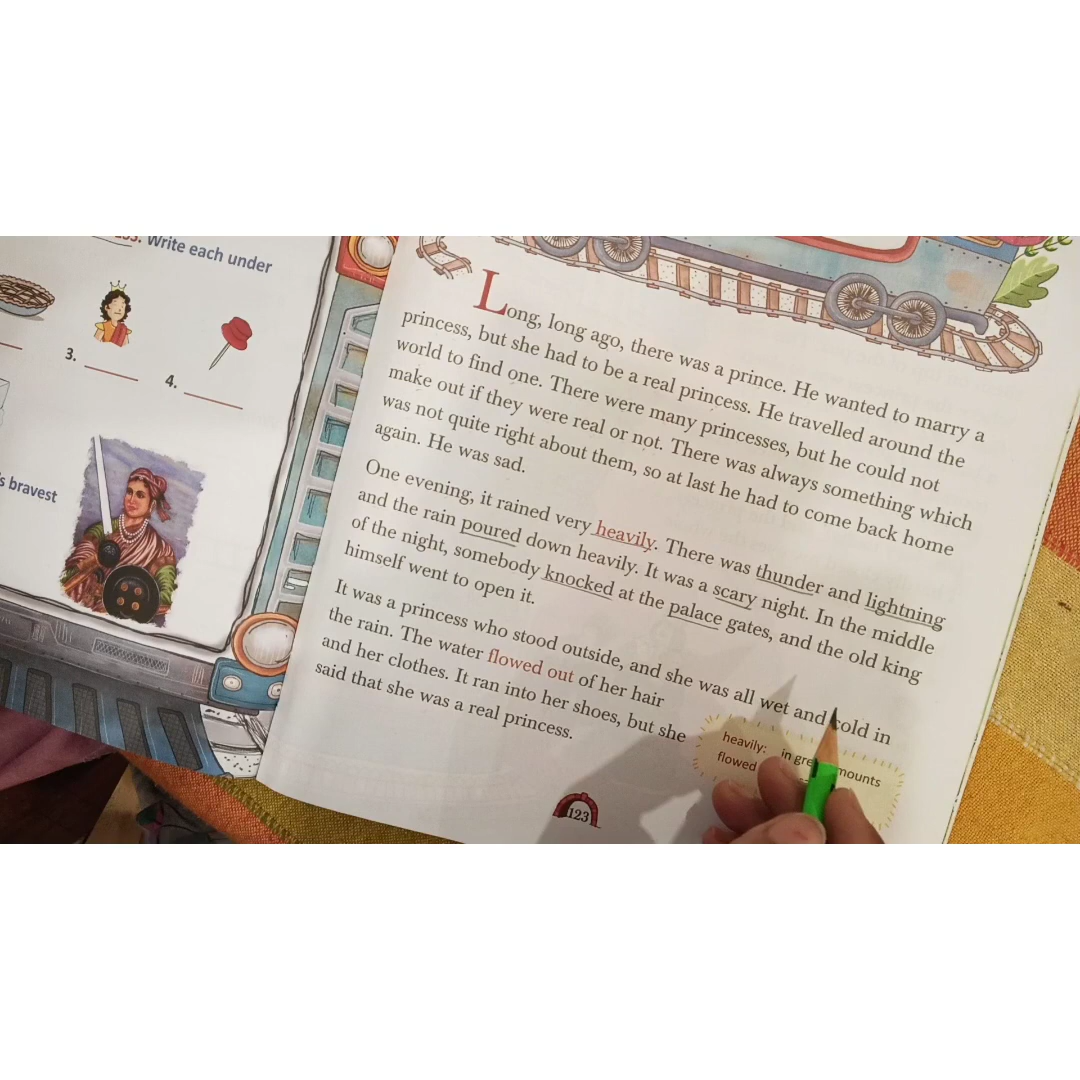 Write each under
3.
4.
's bravest
Long, long ago, there was a prince. He wanted to marry a
princess, but she had to be a real princess. He travelled around the
world to find one. There were many princesses, but he could not
make out if they were real or not. There was always something which
was not quite right about them, so at last he had to come back home
again. He was sad.
One evening, it rained very heavily. There was thunder and lightning
and the rain poured down heavily. It was a scary night. In the middle
of the night, somebody knocked at the palace gates, and the old king
himself went to open it.
It was a princess who stood outside, and she was all wet and cold in
the rain. The water flowed out of her hair
and her clothes. It ran into her shoes, but she
said that she was a real princess.
heavily: in mounts
flowed
123